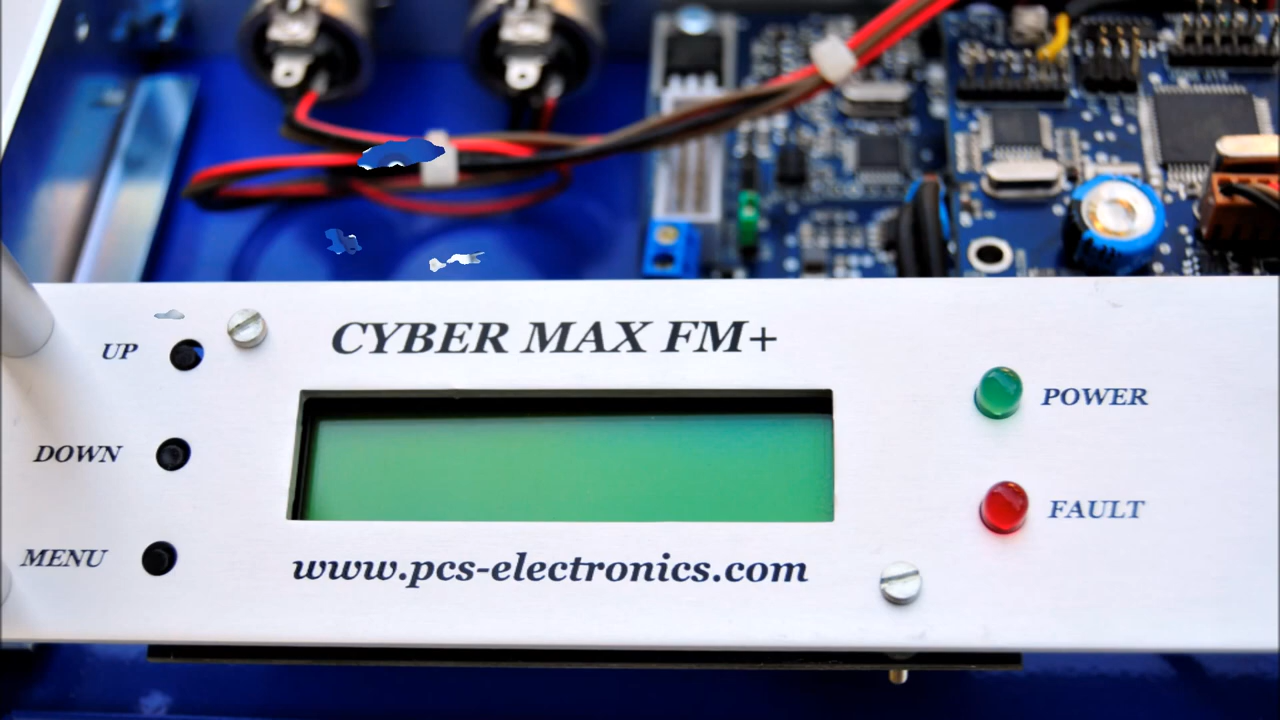 CYBER MAX FM+
UP
DOWN
MENU
POWER
FAULT
www.pcs-electronics.com